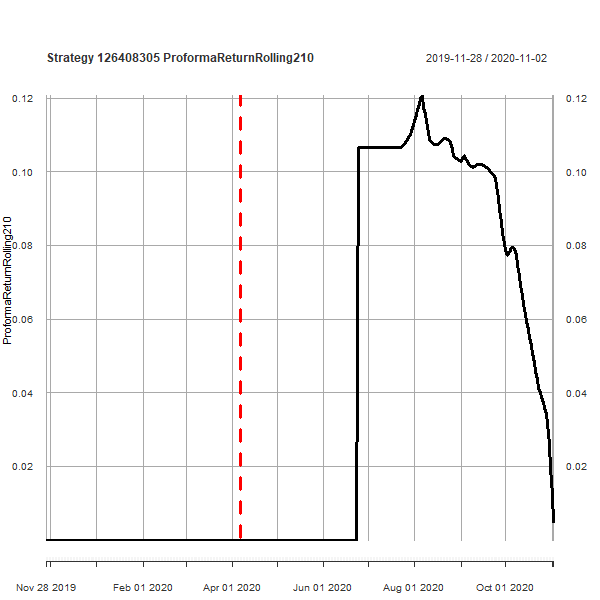 Strategy 126408305 ProformaReturnRolling210 2019-11-28 / 2020-11-02
ProformaReturnRolling210
0.12 0.12
0.10 0.10
0.08 0.08
0.06 0.06
0.04 0.04
0.02 0.02
Nov 28 2019 Feb 01 2020 Apr 01 2020 Jun 01 2020 Aug 01 2020 Oct 01 2020